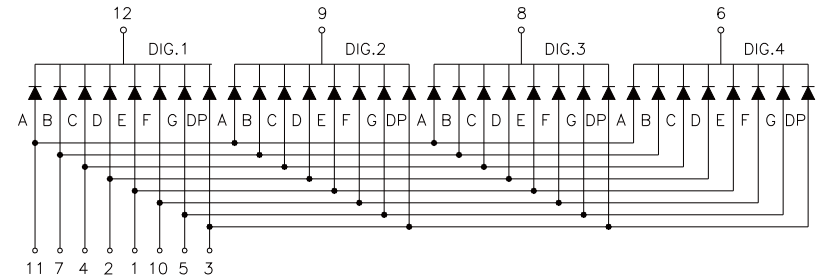 12 9 8 6
DIG.1 DIG.2 DIG.3 DIG.4
A B C D E F G DP A B C D E F G DP A B C D E F G DP A B C D E F G DP
11 7 4 2 1 10 5 3